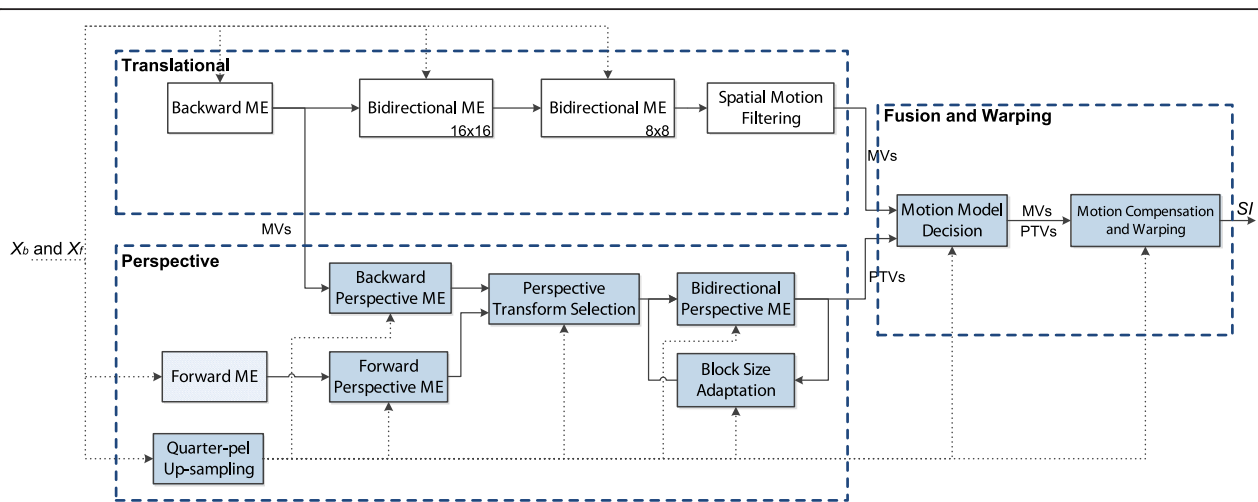 Translational
Backward ME
Bidirectional ME
16x16
Bidirectional ME
8x8
Spatial Motion
Filtering
Fusion and Warping
MVs
Motion Model
Decision
MVs
PTVs
Motion Compensation
and Warping
SI
MVs
Xb and Xf
Perspective
Backward
Perspective ME
Perspective
Transform Selection
Bidirectional
Perspective ME
PTVs
Forward ME
Forward
Perspective ME
Block Size
Adaptation
Quarter-pel
Up-sampling